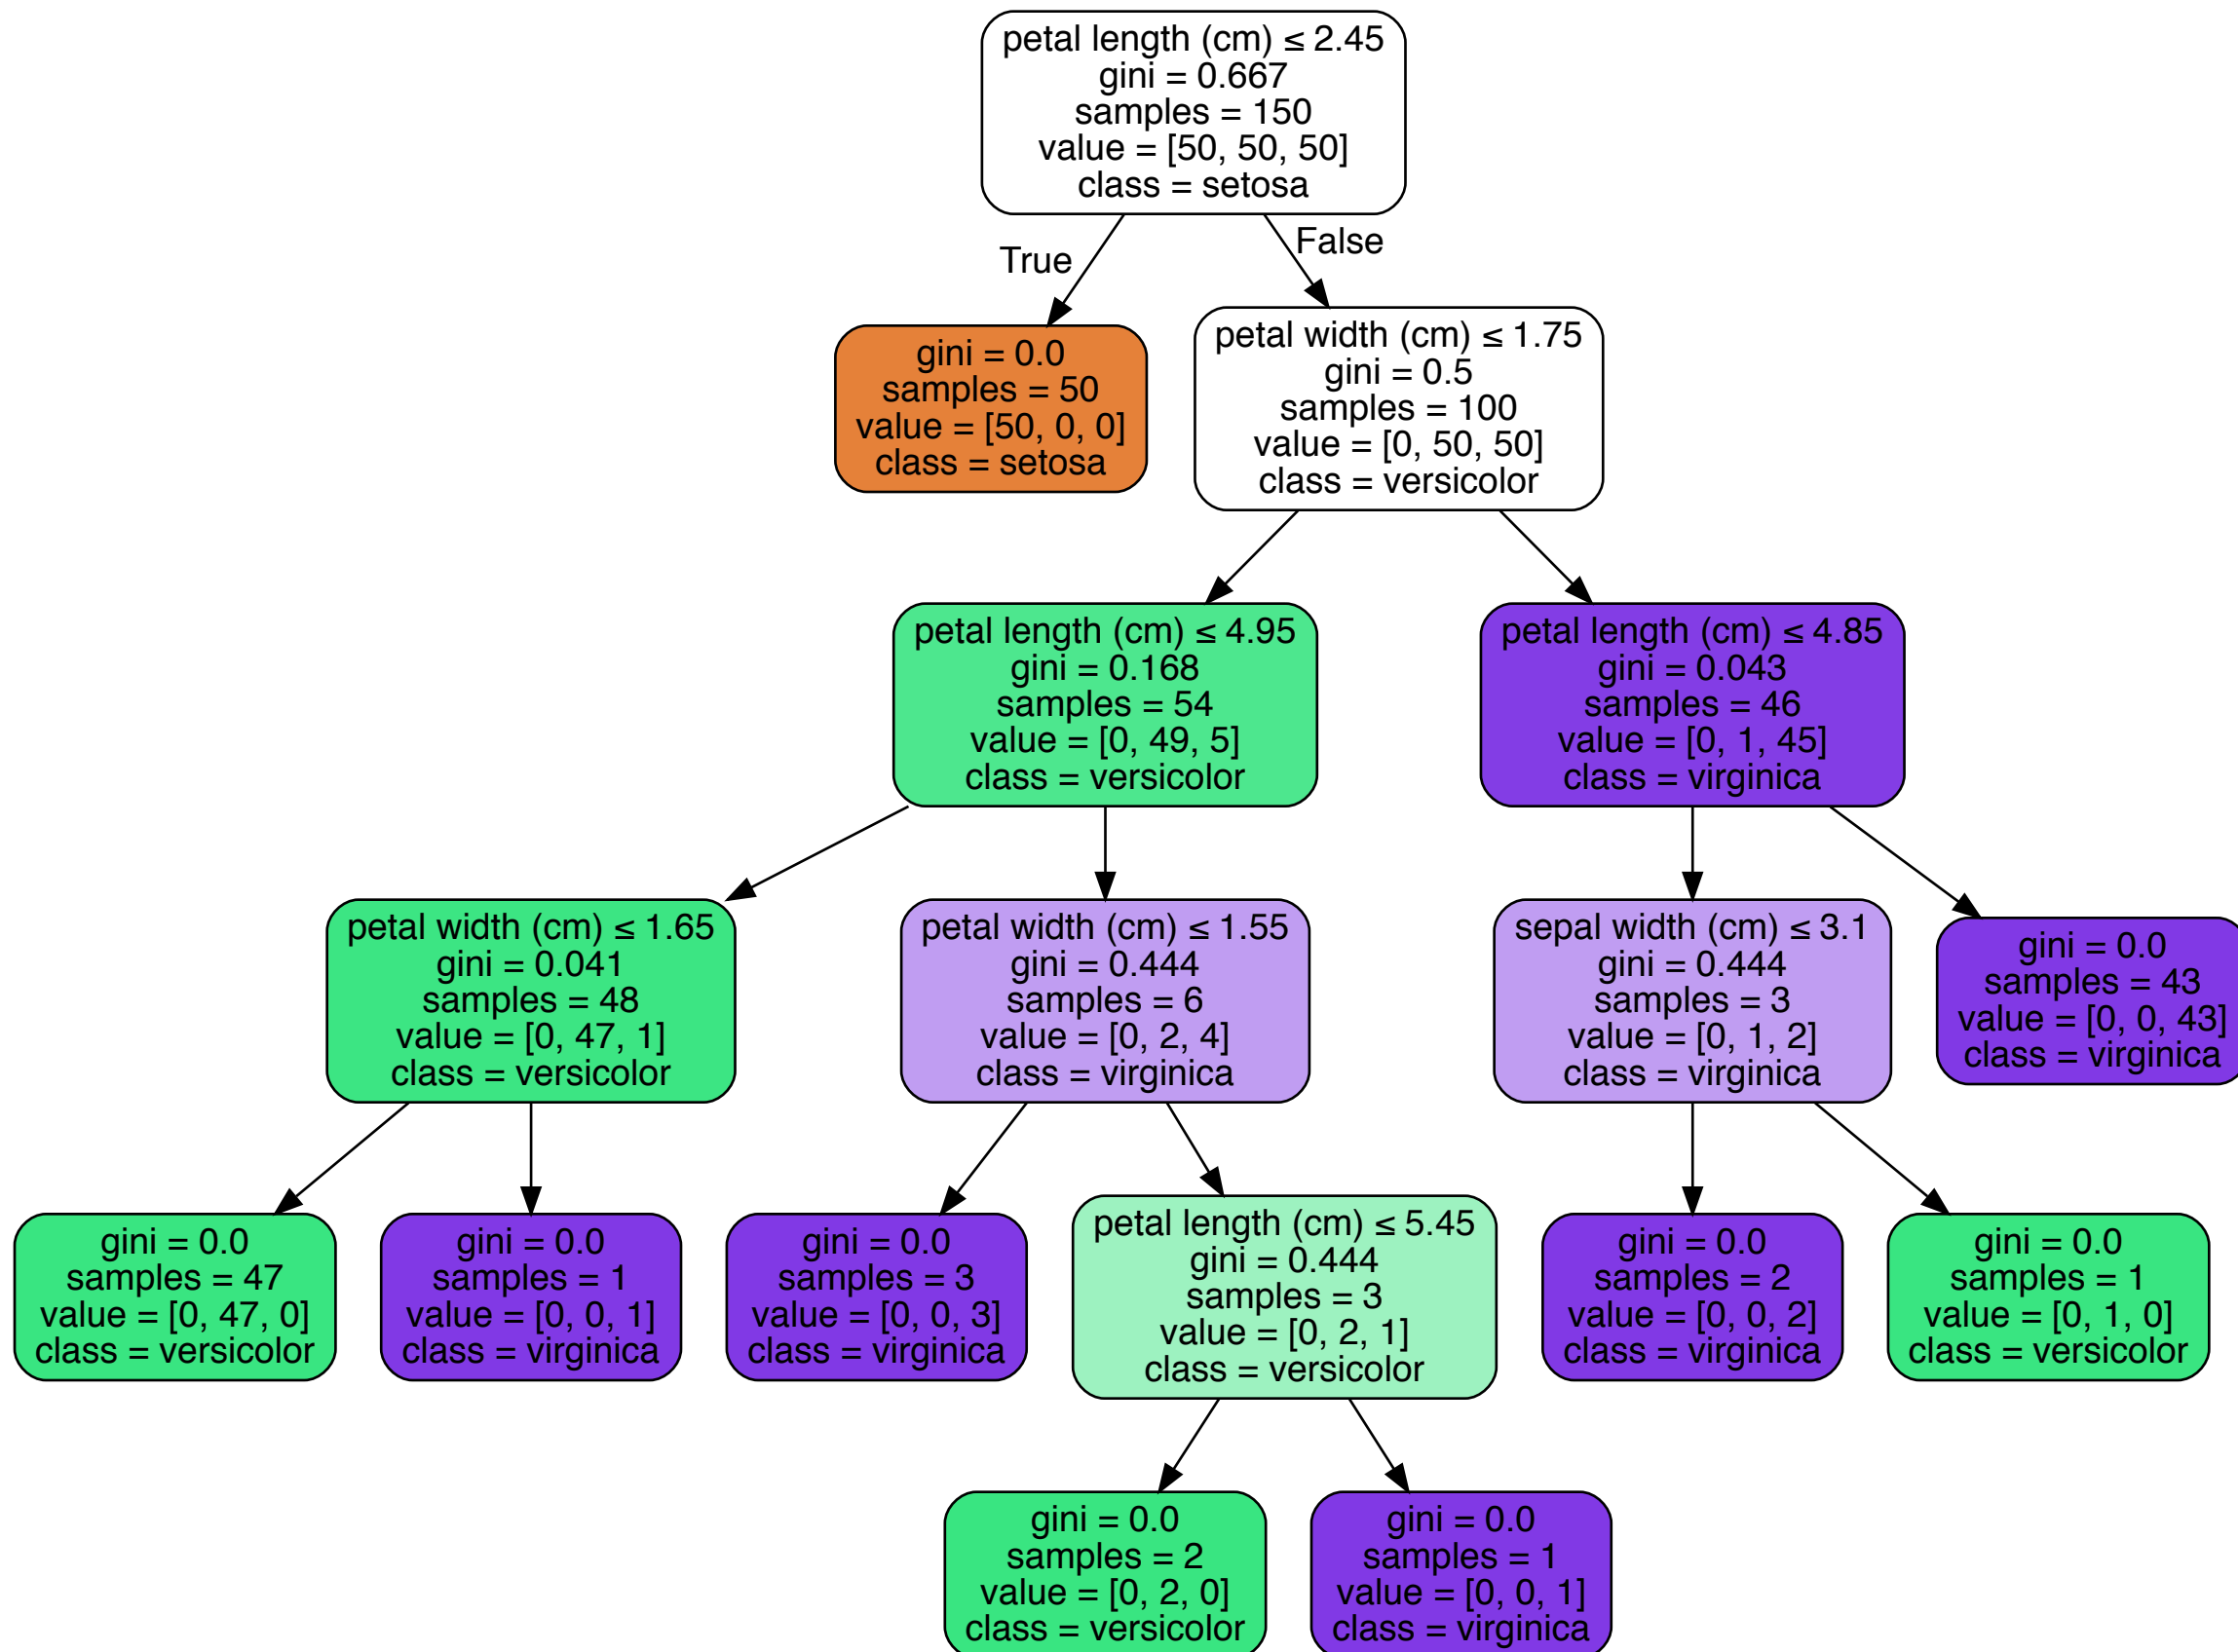 petal length (cm) ≤ 2.45
gini = 0.667
samples = 150
value = [50, 50, 50]
class = setosa
True
False
gini = 0.0
samples = 50
value = [50, 0, 0]
class = setosa
petal width (cm) ≤ 1.75
gini = 0.5
samples = 100
value = [0, 50, 50]
class = versicolor
petal length (cm) ≤ 4.95
gini = 0.168
samples = 54
value = [0, 49, 5]
class = versicolor
petal length (cm) ≤ 4.85
gini = 0.043
samples = 46
value = [0, 1, 45]
class = virginica
petal width (cm) ≤ 1.65
gini = 0.041
samples = 48
value = [0, 47, 1]
class = versicolor
petal width (cm) ≤ 1.55
gini = 0.444
samples = 6
value = [0, 2, 4]
class = virginica
sepal width (cm) ≤ 3.1
gini = 0.444
samples = 3
value = [0, 1, 2]
class = virginica
gini = 0.0
samples = 43
value = [0, 0, 43]
class = virginica
gini = 0.0
samples = 47
value = [0, 47, 0]
class = versicolor
gini = 0.0
samples = 1
value = [0, 0, 1]
class = virginica
gini = 0.0
samples = 3
value = [0, 0, 3]
class = virginica
petal length (cm) ≤ 5.45
gini = 0.444
samples = 3
value = [0, 2, 1]
class = versicolor
gini = 0.0
samples = 2
value = [0, 0, 2]
class = virginica
gini = 0.0
samples = 1
value = [0, 1, 0]
class = versicolor
gini = 0.0
samples = 2
value = [0, 2, 0]
class = versicolor
gini = 0.0
samples = 1
value = [0, 0, 1]
class = virginica